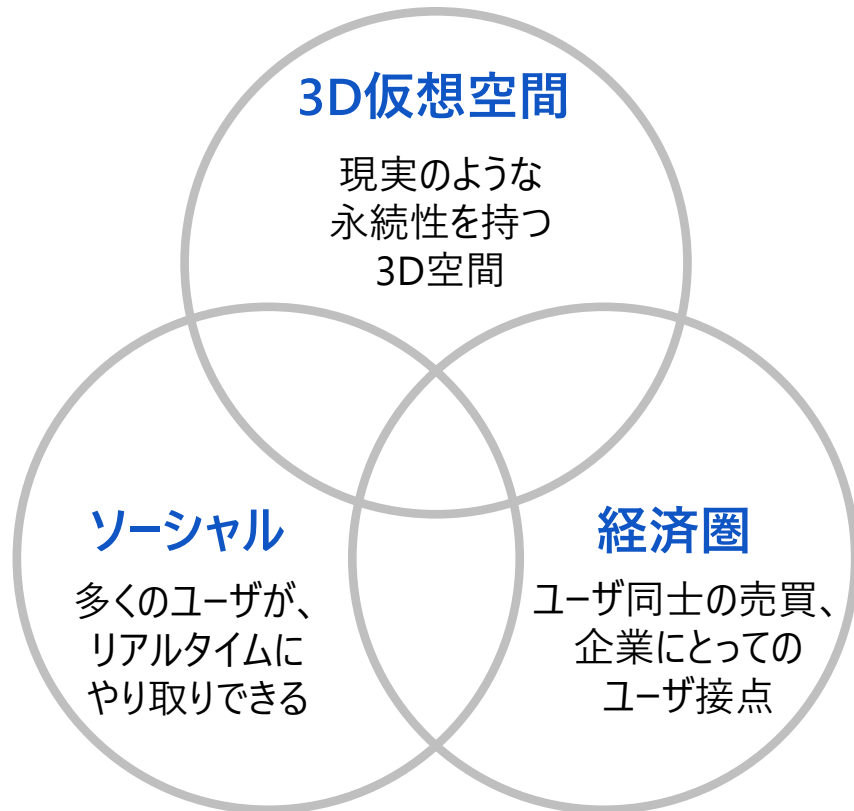 3D仮想空間
現実のような
永続性を持つ
3D空間
ソーシャル
多くのユーザが、
リアルタイムに
やり取りできる
経済圏
ユーザ同士の売買、
企業にとっての
ユーザ接点